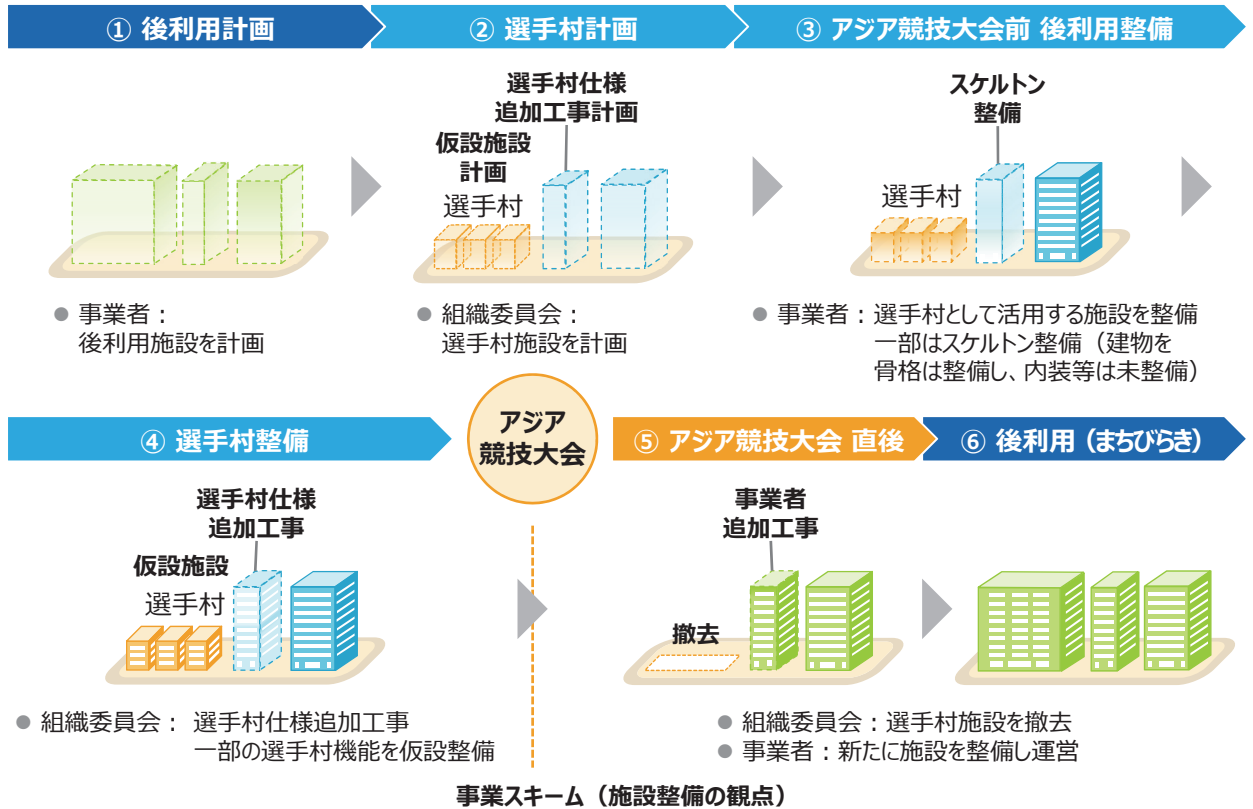 ① 後利用計画
② 選手村計画
③ アジア競技大会前 後利用整備
選手村仕様
追加工事計画
仮設施設
計画
選手村
スケルトン
整備
選手村
● 事業者：
後利用施設を計画
● 組織委員会：
選手村施設を計画
● 事業者：選手村として活用する施設を整備
一部はスケルトン整備（建物を
骨格は整備し、内装等は未整備）
④ 選手村整備
アジア
競技大会
⑤ アジア競技大会 直後
⑥ 後利用（まちびらき）
選手村仕様
追加工事
仮設施設
選手村
事業者
追加工事
撤去
● 組織委員会： 選手村仕様追加工事
一部の選手村機能を仮設整備
● 組織委員会：選手村施設を撤去
● 事業者：新たに施設を整備し運営
事業スキーム（施設整備の観点）